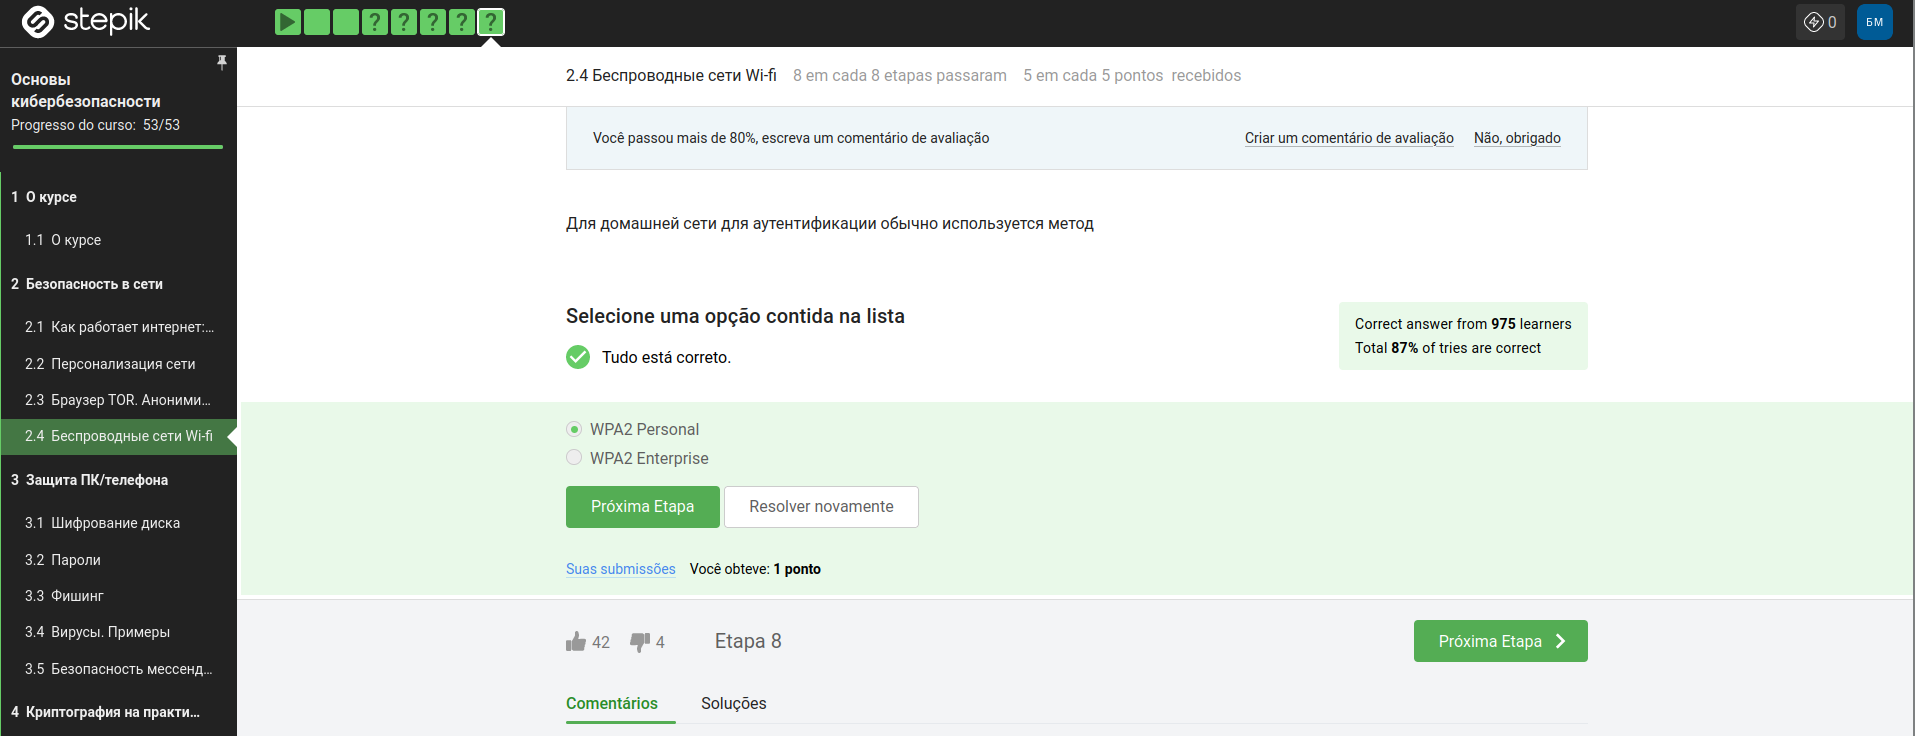 stepik
?
?
?
?
?
0
БМ
Основы
кибербезопасности
Progresso do curso: 53/53
1 О курсе
1.1 О курсе
2 Безопасность в сети
2.1 Как работает интернет:...
2.2 Персонализация сети
2.3 Браузер TOR. Аноними...
2.4 Беспроводные сети Wi-fi
3 Защита ПК/телефона
3.1 Шифрование диска
3.2 Пароли
3.3 Фишинг
3.4 Вирусы. Примеры
3.5 Безопасность мессенд...
4 Криптография на практи...
2.4 Беспроводные сети Wi-fi 8 em cada 8 etapas passaram 5 em cada 5 pontos recebidos
Você passou mais de 80%, escreva um comentário de avaliação
Criar um comentário de avaliação Não, obrigado
Для домашней сети для аутентификации обычно используется метод
Selecione uma opção contida na lista
Tudo está correto.
Correct answer from 975 learners
Total 87% of tries are correct
WPA2 Personal
WPA2 Enterprise
Próxima Etapa Resolver novamente
Suas submissões Você obteve: 1 ponto
42 4 Etapa 8
Próxima Etapa
Comentários Soluções